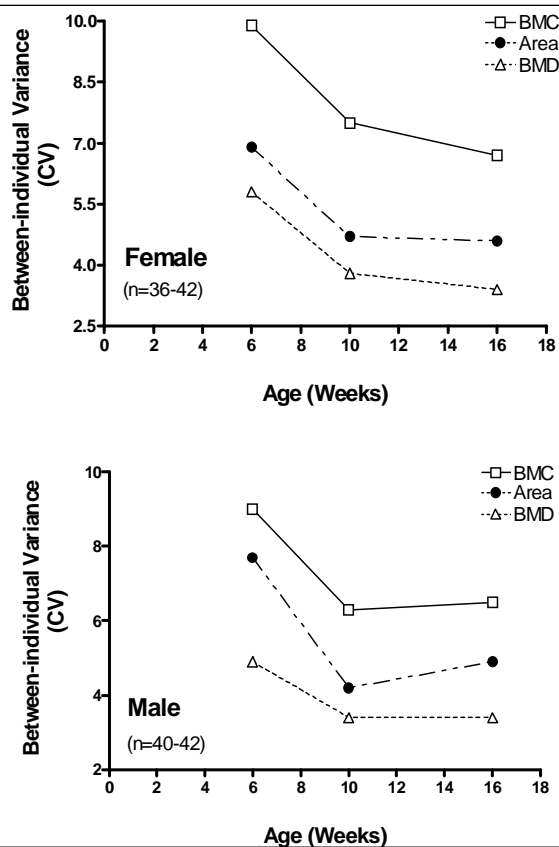 10.0
8.5
7.0
5.5
4.0
2.5
Between-individual Variance
(CV)
BMC
Area
BMD
Female
(n=36-42)
0 2 4 6 8 10 12 14 16 18
Age (Weeks)
10
8
6
4
2
Between-individual Variance
(CV)
BMC
Area
BMD
Male
(n=40-42)
0 2 4 6 8 10 12 14 16 18
Age (Weeks)